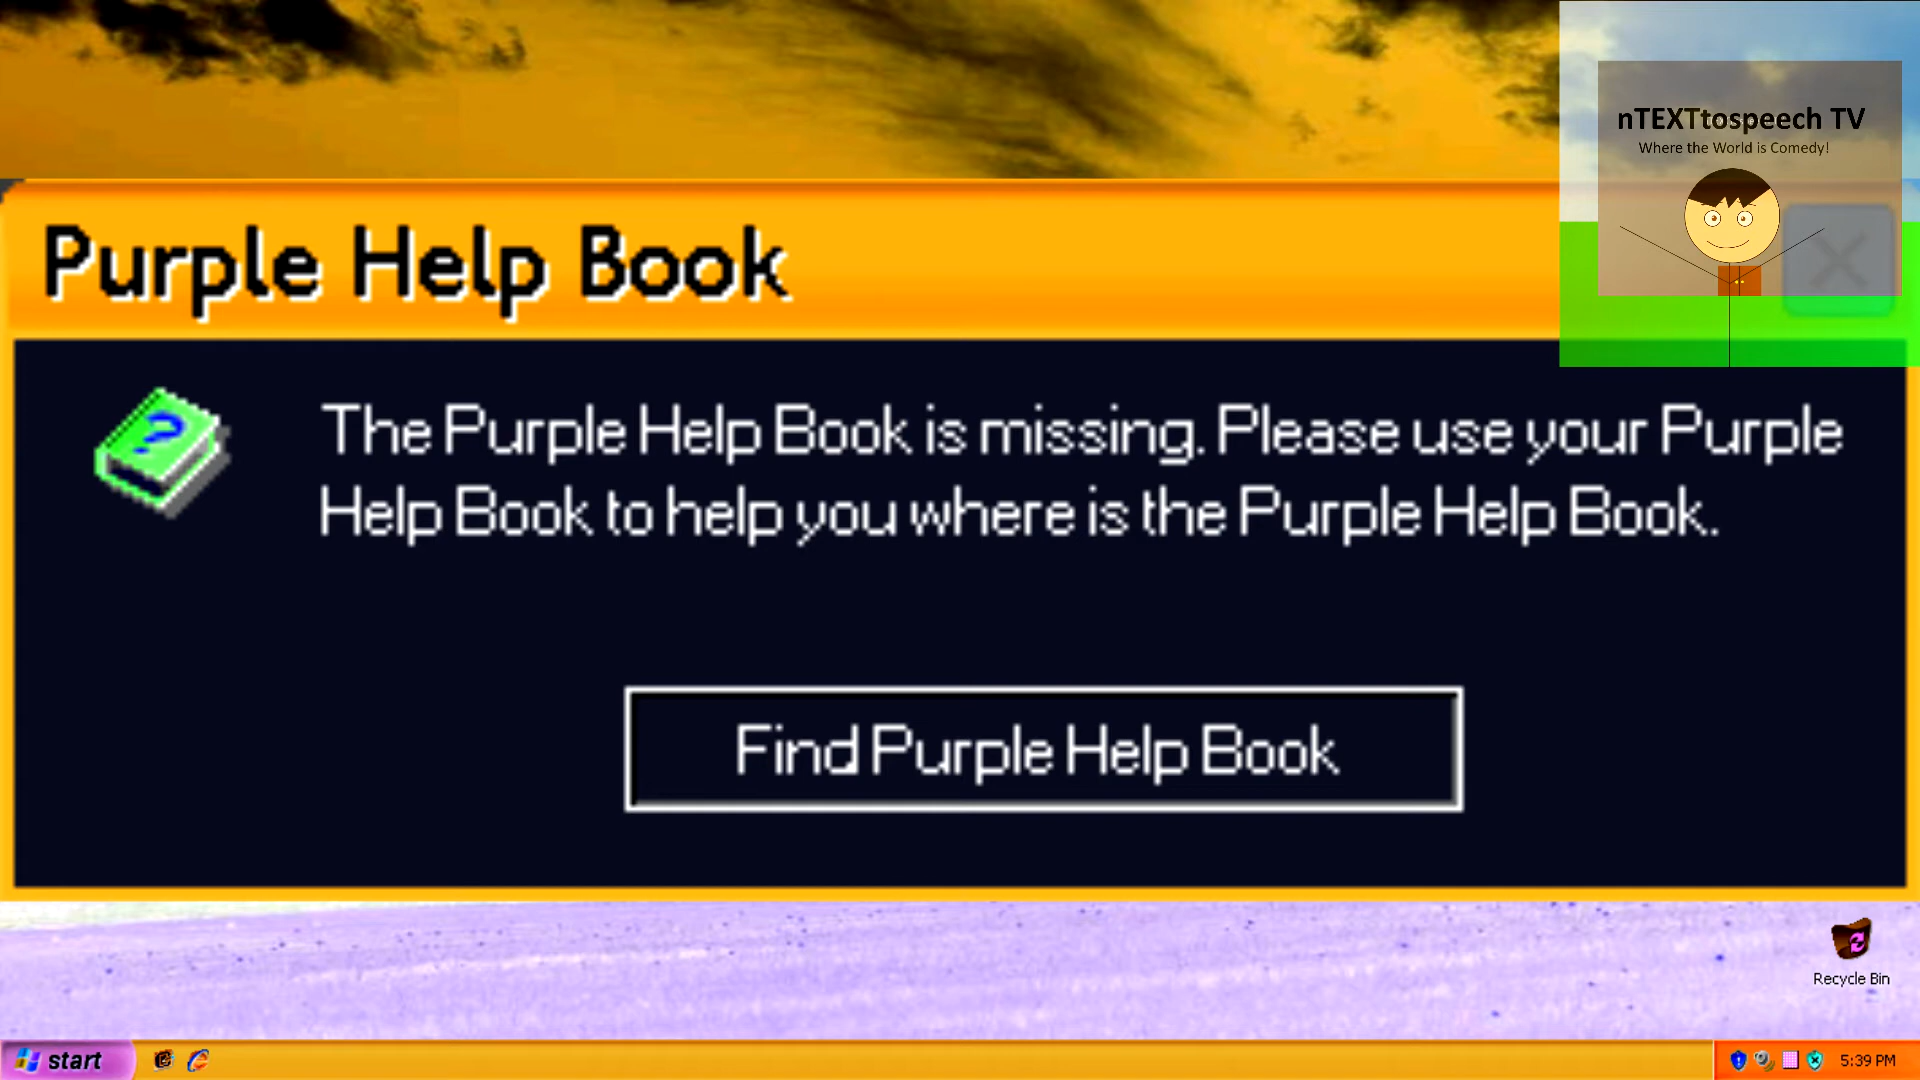 nTEXTtospeech TV
Where the World is Comedy!
Purple Help Book
The Purple Help Book is missing. Please use your Purple
Help Book to help you where is the Purple Help Book.
Find Purple Help Book
Recycle Bin
start
5:39 PM